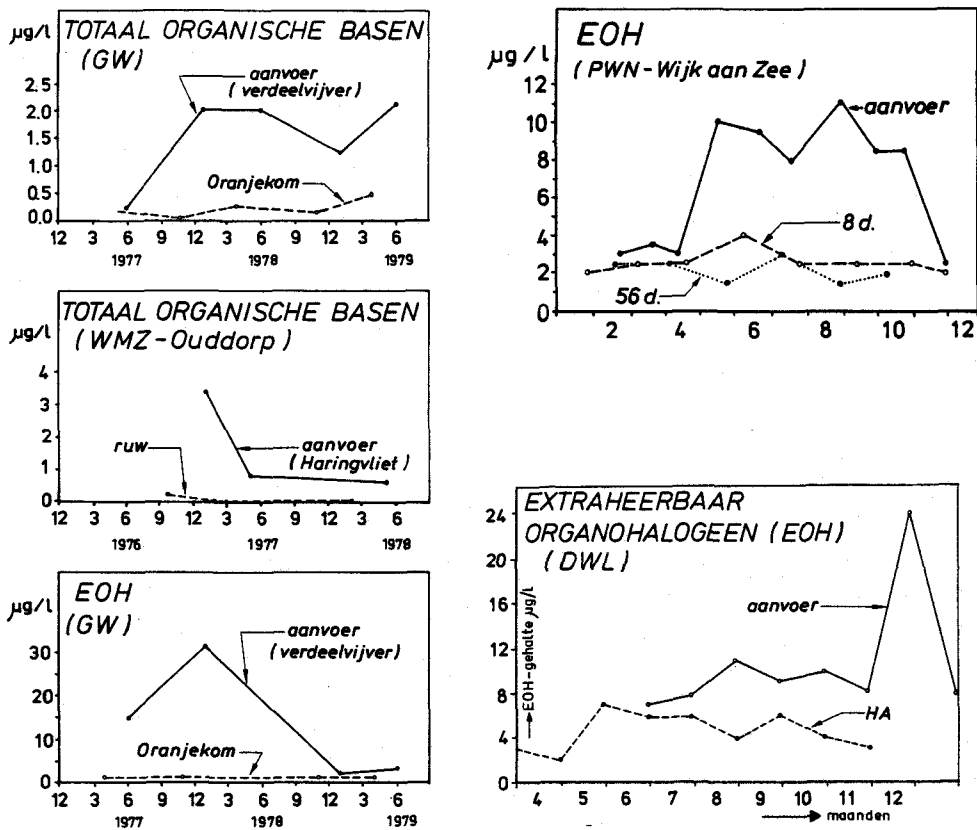 TOTAAL ORGANISCHE BASEN
(GW)
µg/l
aanvoer
(verdeelvijver)
Oranjekom
2.5
2.0
1.5
1.0
0.5
0.0
12 3 6 9 12 3 6 9 12 3 6
1977 1978 1979
TOTAAL ORGANISCHE BASEN
(WMZ-Ouddorp)
µg/l
4
3
2
1
0
ruw
aanvoer
(Haringvliet)
12 3 6 9 12 3 6 9 12 3 6
1976 1977 1978
EOH
(GW)
µg/l
30
20
10
5
0
aanvoer
(verdeelvijver)
Oranjekom
12 3 6 9 12 3 6 9 12 3 6
1977 1978 1979
EOH
(PWN-Wijk aan Zee)
µg/l
12
10
8
6
4
2
0
aanvoer
8 d.
56 d.
2 4 6 8 10 12
EXTRAHEERBAAR
ORGANOHALOGEEN (EOH)
(DWL)
EOH-gehalte µg/l
24
20
16
12
8
4
0
aanvoer
HA
4 5 6 7 8 9 10 11 12
maanden